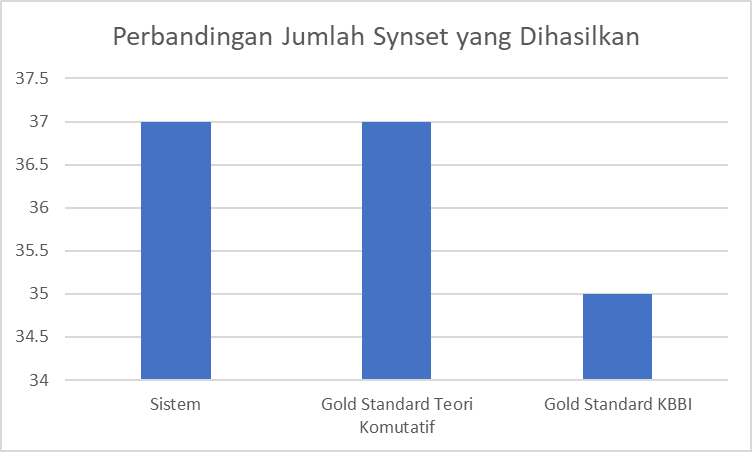 Perbandingan Jumlah Synset yang Dihasilkan
37.5
37
36.5
36
35.5
35
34.5
34
Sistem
Gold Standard Teori
Komutatif
Gold Standard KBBI